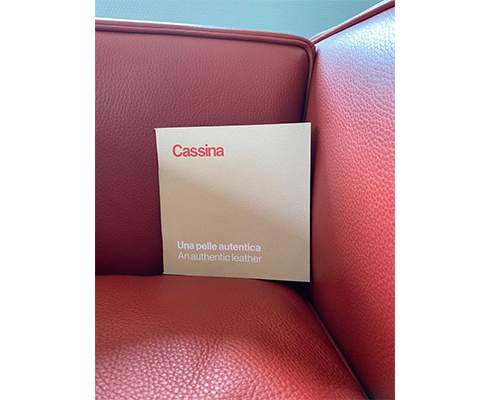 Cassina
Una pelle autentica
An authentic leather